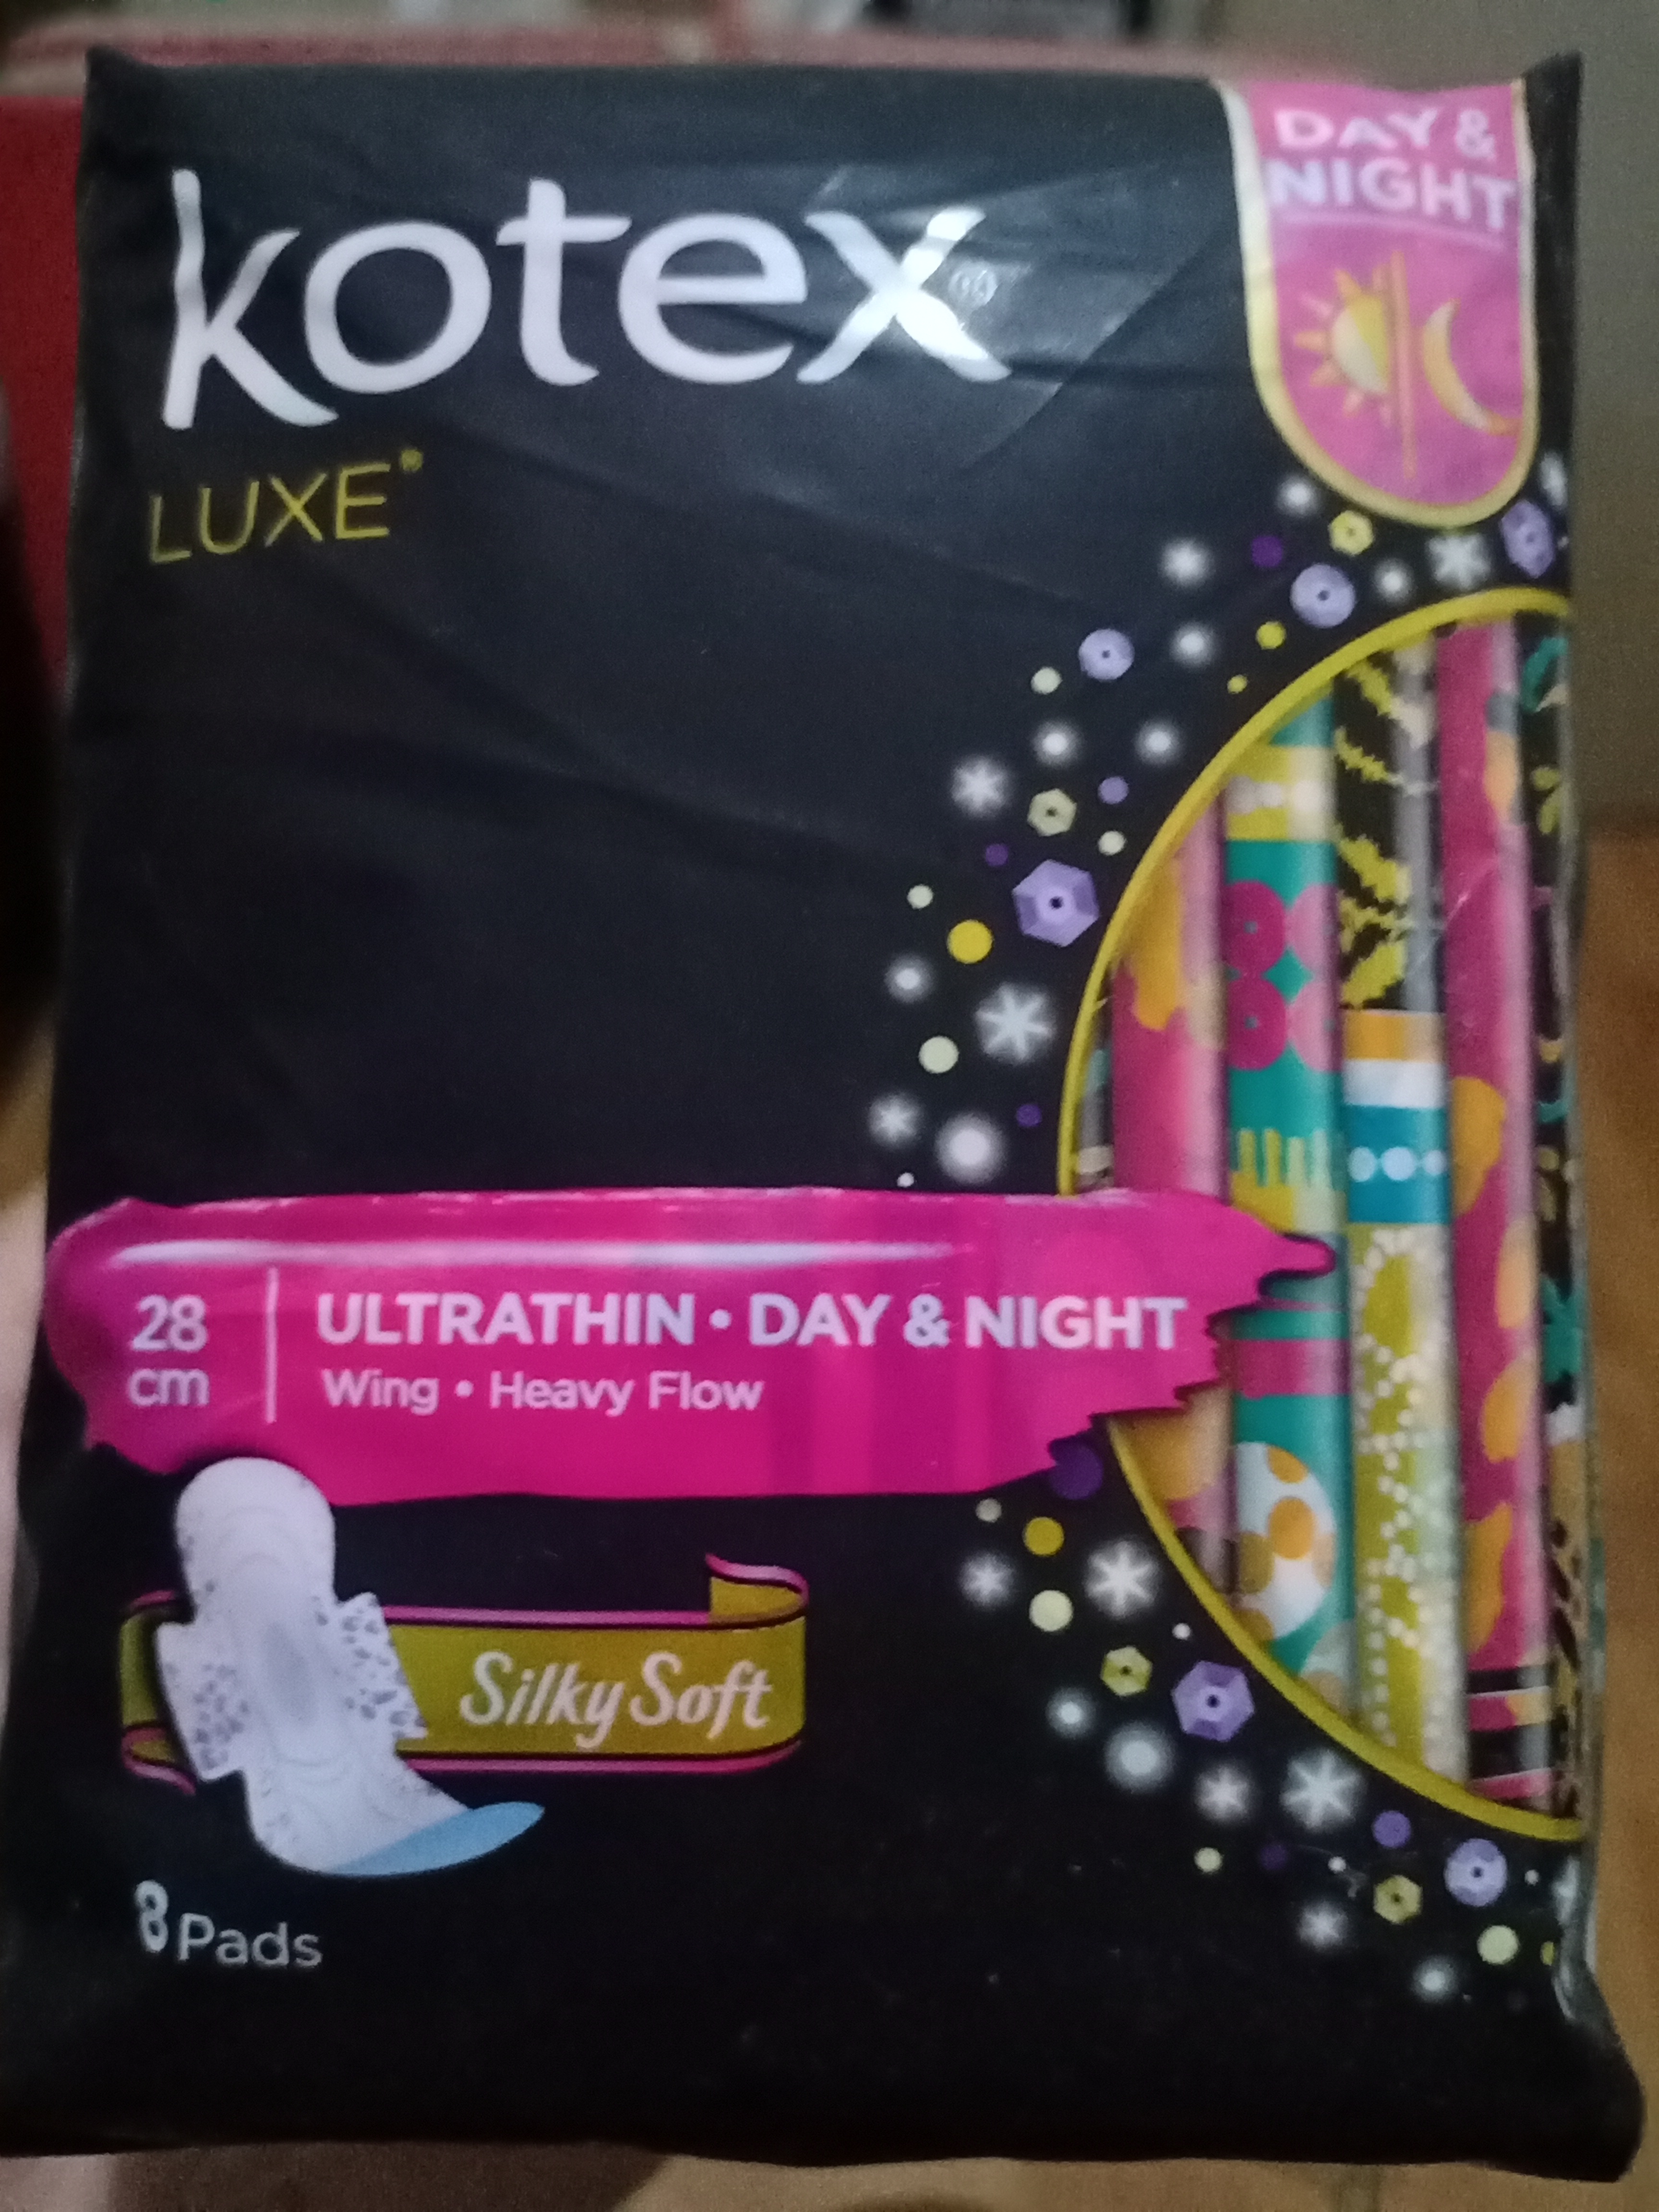 kotex®
LUXE®
DAY &
NIGHT
28
cm
ULTRATHIN • DAY & NIGHT
Wing • Heavy Flow
Silky Soft
8 Pads